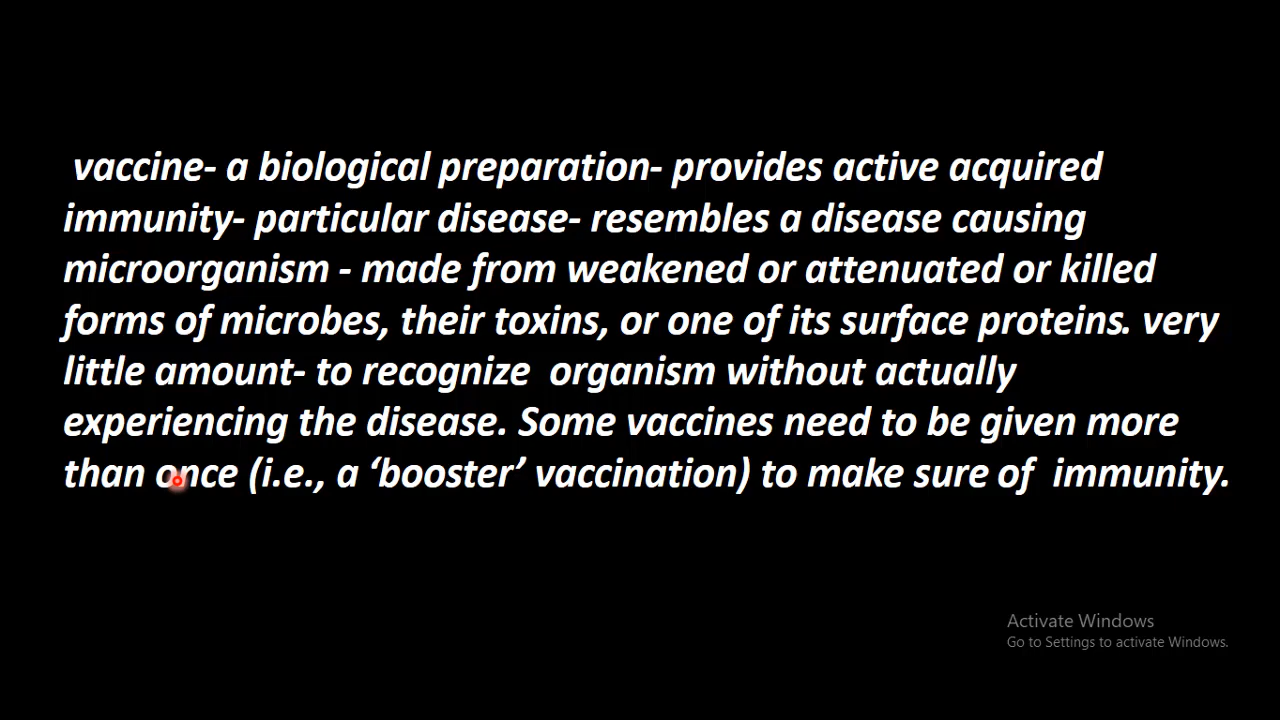 vaccine- a biological preparation- provides active acquired
immunity- particular disease- resembles a disease causing
microorganism - made from weakened or attenuated or killed
forms of microbes, their toxins, or one of its surface proteins. very
little amount- to recognize  organism without actually
experiencing the disease. Some vaccines need to be given more
than once (i.e., a ‘booster’ vaccination) to make sure of  immunity.
Activate Windows
Go to Settings to activate Windows.